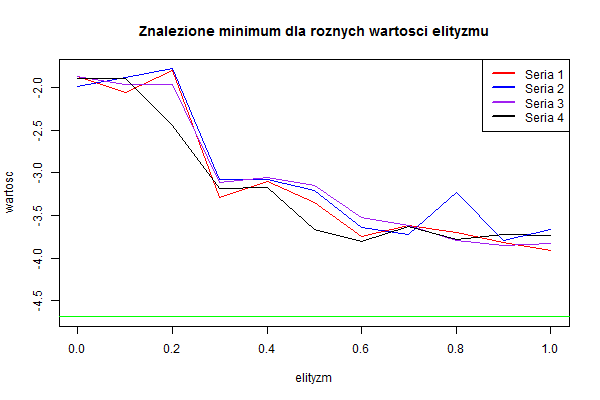 Znalezione minimum dla roznych wartosci elityzmu
Seria 1
Seria 2
Seria 3
Seria 4
wartosc
-2.0
-2.5
-3.0
-3.5
-4.0
-4.5
0.0 0.2 0.4 0.6 0.8 1.0
elityzm